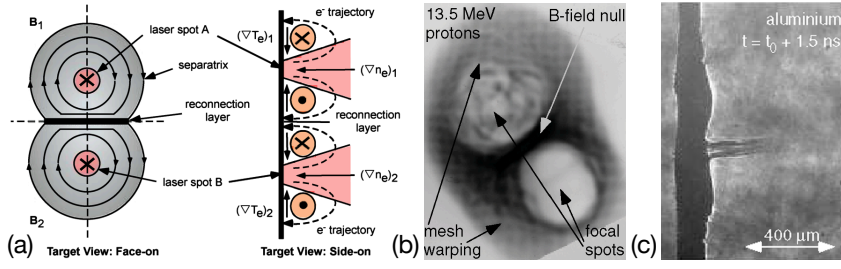 B1
laser spot A
separatrix
reconnection
layer
laser spot B
B2
(a)
Target View: Face-on
e- trajectory
(∇Te)1
(∇ne)1
reconnection
layer
(∇ne)2
(∇Te)2
e- trajectory
Target View: Side-on
13.5 MeV
protons
B-field null
mesh
warping
focal
spots
(b)
aluminium
t = t0 + 1.5 ns
400 μm
(c)